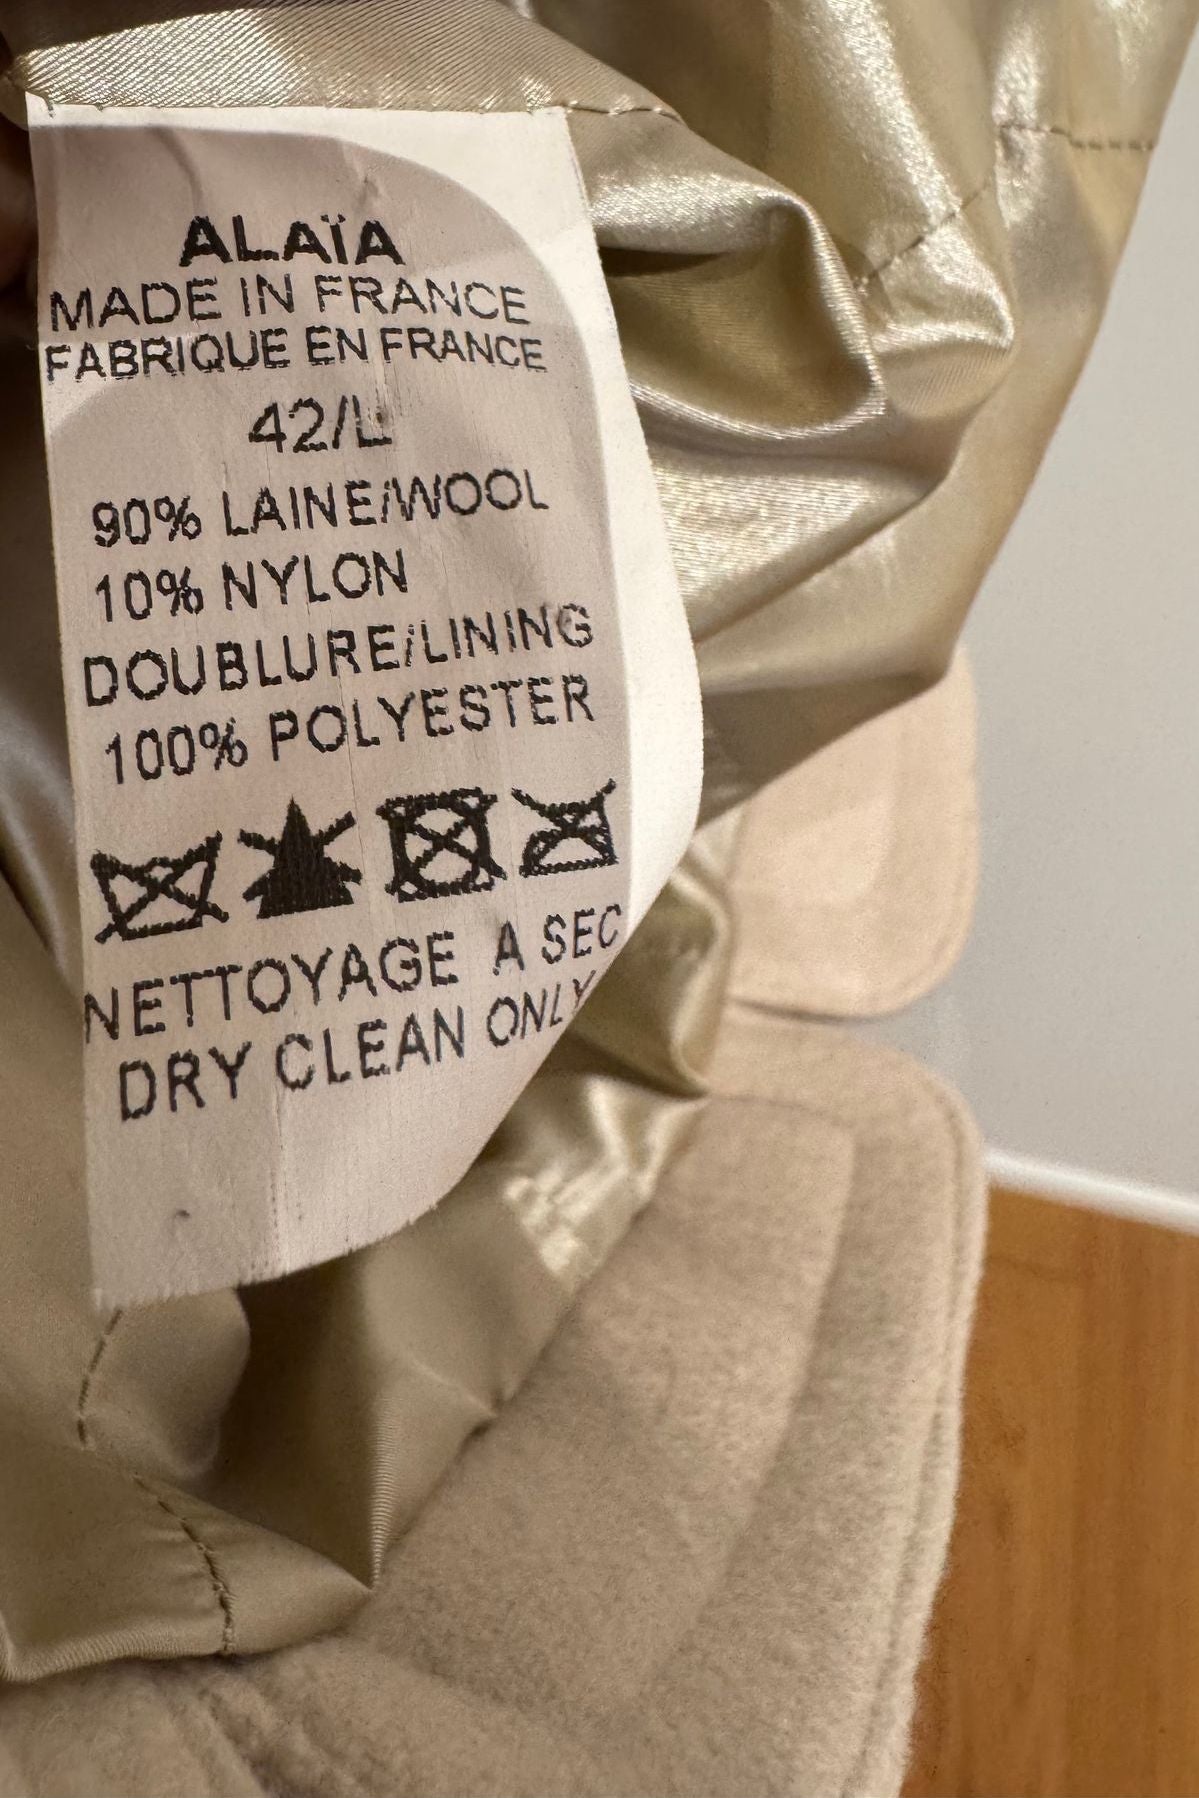 ALAÏA
MADE IN FRANCE
FABRIQUE EN FRANCE
42/L
90% LAINE/WOOL
10% NYLON
DOUBLURE/LINING
100% POLYESTER
NETTOYAGE A SEC
DRY CLEAN ONLY